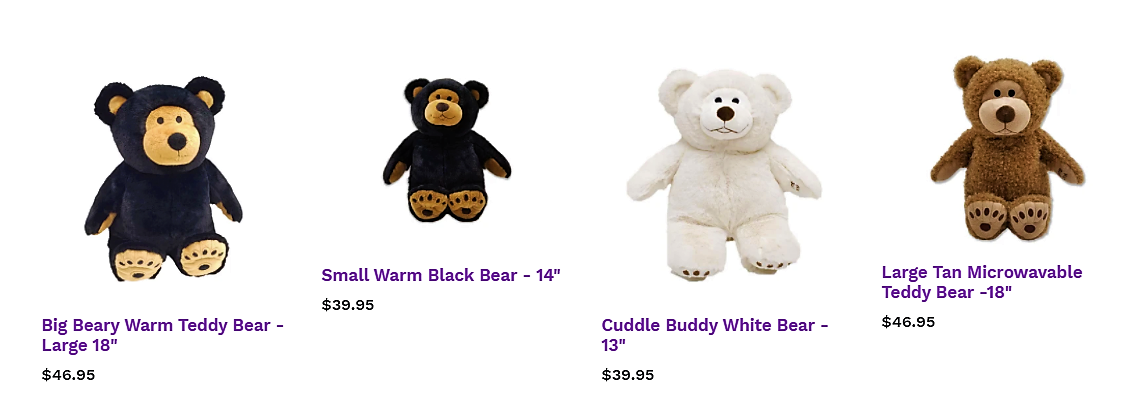 Big Beary Warm Teddy Bear -
Large 18"
$46.95
Small Warm Black Bear - 14"
$39.95
Cuddle Buddy White Bear -
13"
$39.95
Large Tan Microwavable
Teddy Bear -18"
$46.95